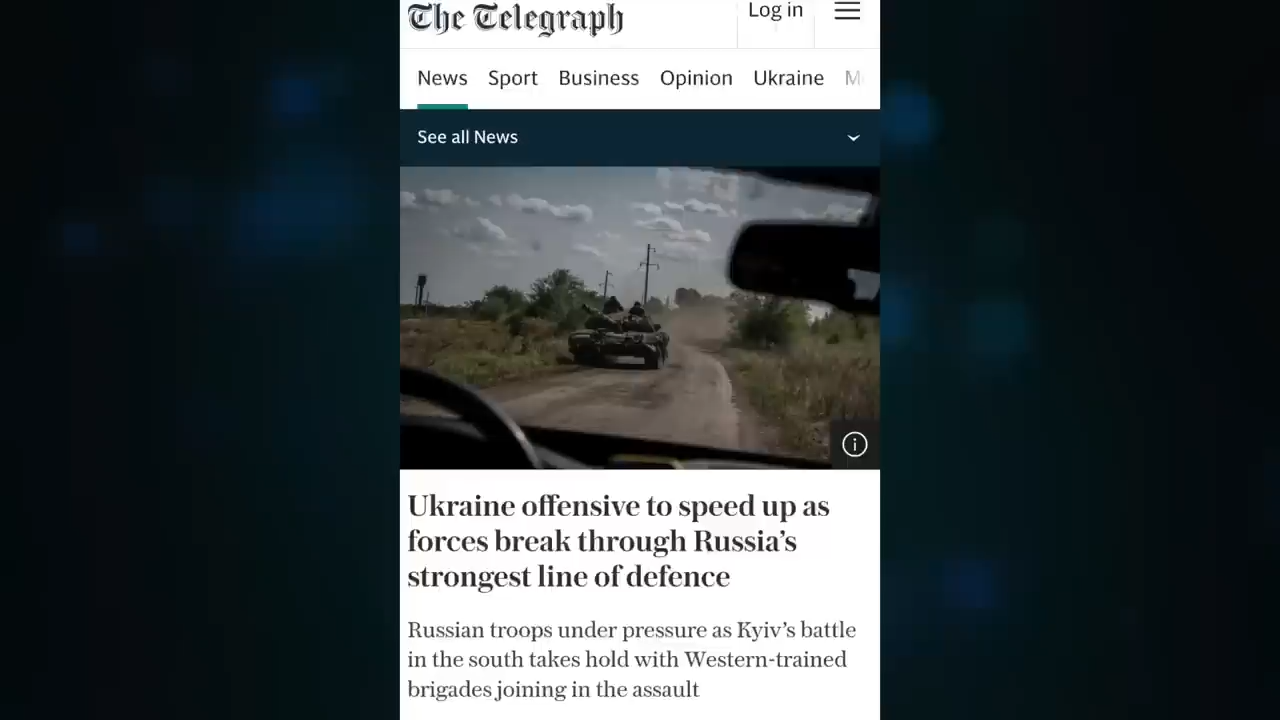 The Telegraph
Log in
News Sport Business Opinion Ukraine
See all News
Ukraine offensive to speed up as
forces break through Russia's
strongest line of defence
Russian troops under pressure as Kyiv's battle
in the south takes hold with Western-trained
brigades joining in the assault